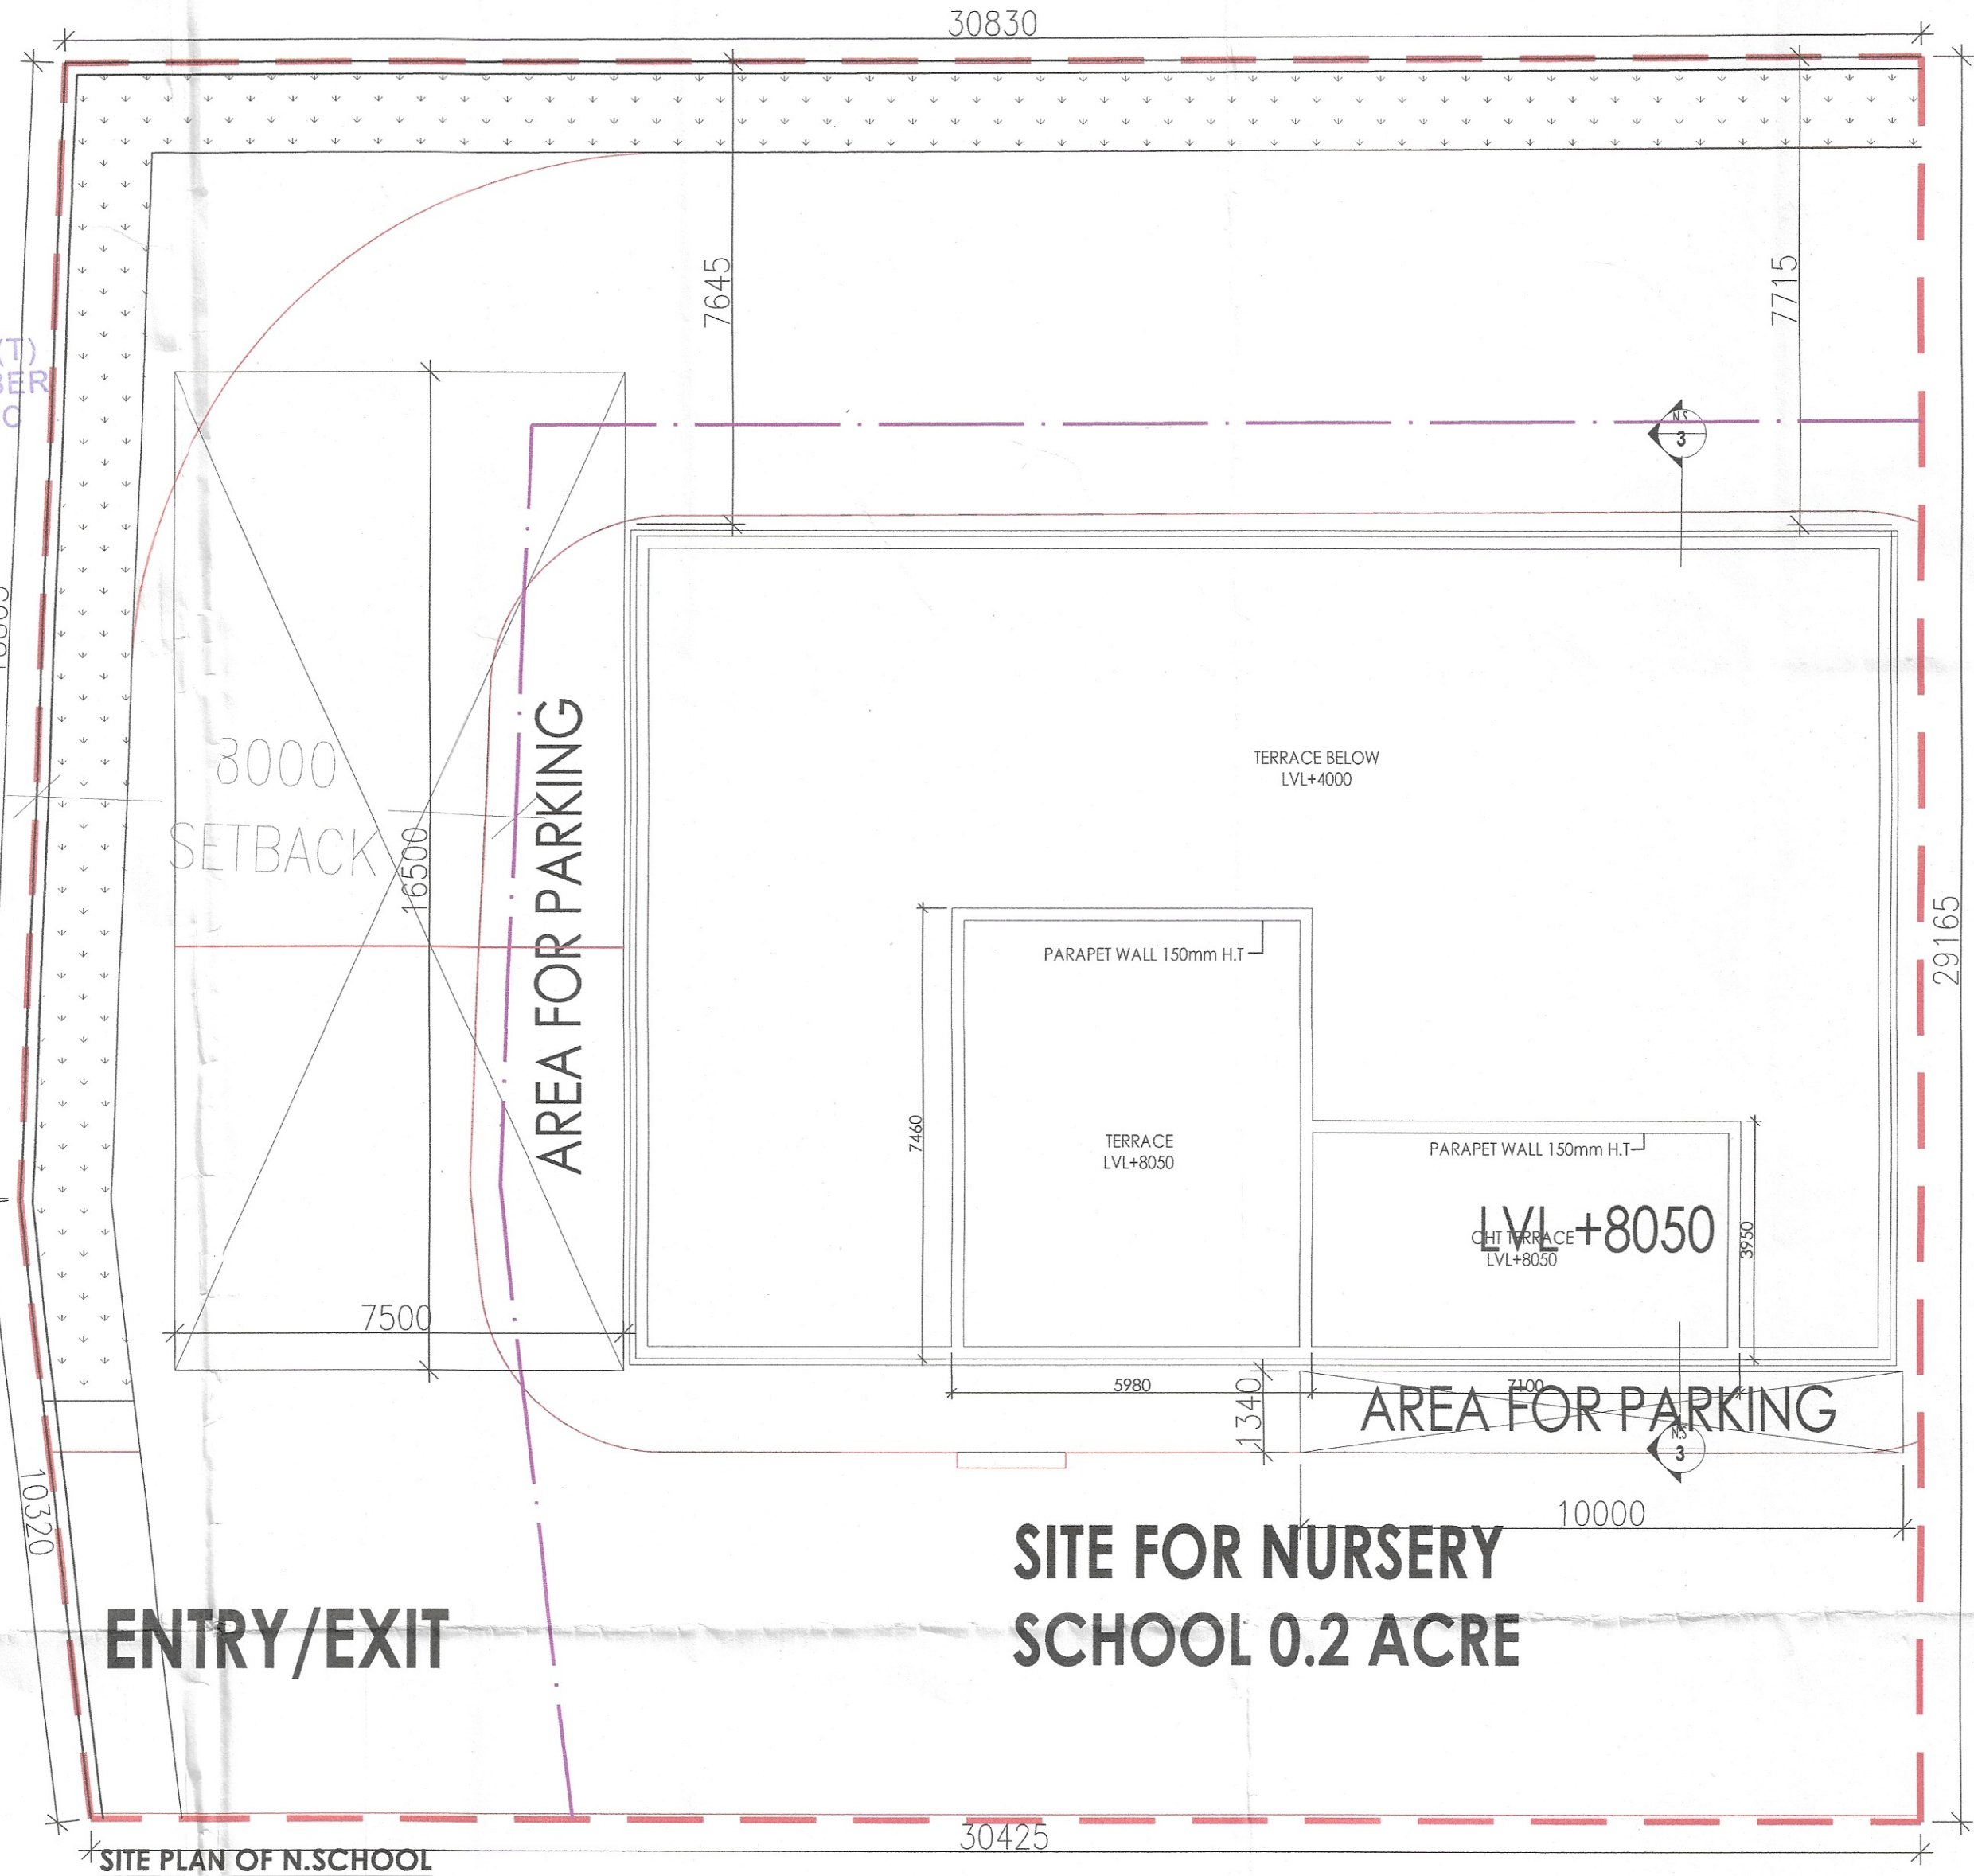 30830
7645
7715
(T)
BER
C
N.S
3
8000
SETBACK
16500
AREA FOR PARKING
TERRACE BELOW
LVL+4000
29165
PARAPET WALL 150mm H.T
7460
TERRACE
LVL+8050
PARAPET WALL 150mm H.T
LVL +8050
OHT TERRACE
LVL+8050
3950
7500
5980
7100
1340
AREA FOR PARKING
N.S
3
10320
10000
SITE FOR NURSERY
SCHOOL 0.2 ACRE
ENTRY/EXIT
30425
SITE PLAN OF N.SCHOOL